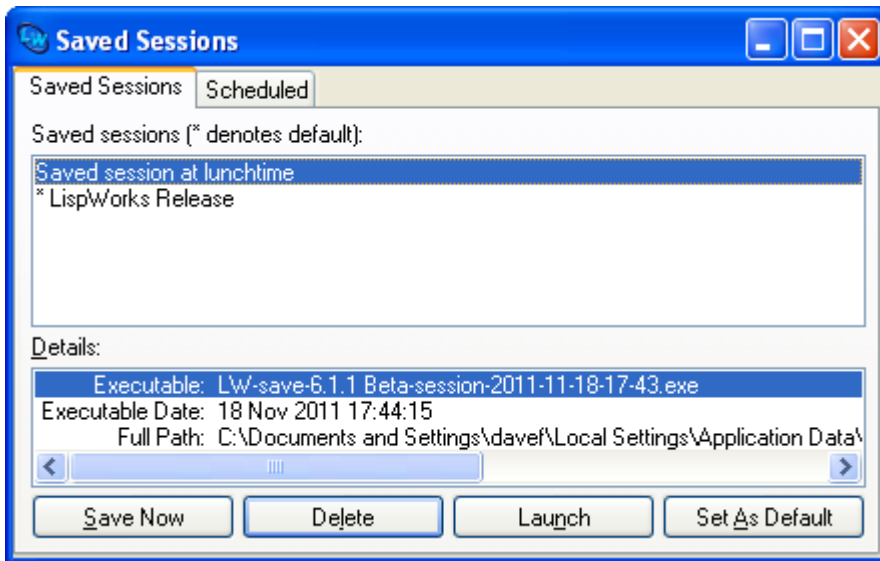 Saved Sessions
Saved Sessions Scheduled
Saved sessions (* denotes default):
Saved session at lunchtime
* LispWorks Release
Details:
Executable: LW-save-6.1.1 Beta-session-2011-11-18-17-43.exe
Executable Date: 18 Nov 2011 17:44:15
Full Path: C:\Documents and Settings\davef\Local Settings\Application Data\
Save Now Delete Launch Set As Default